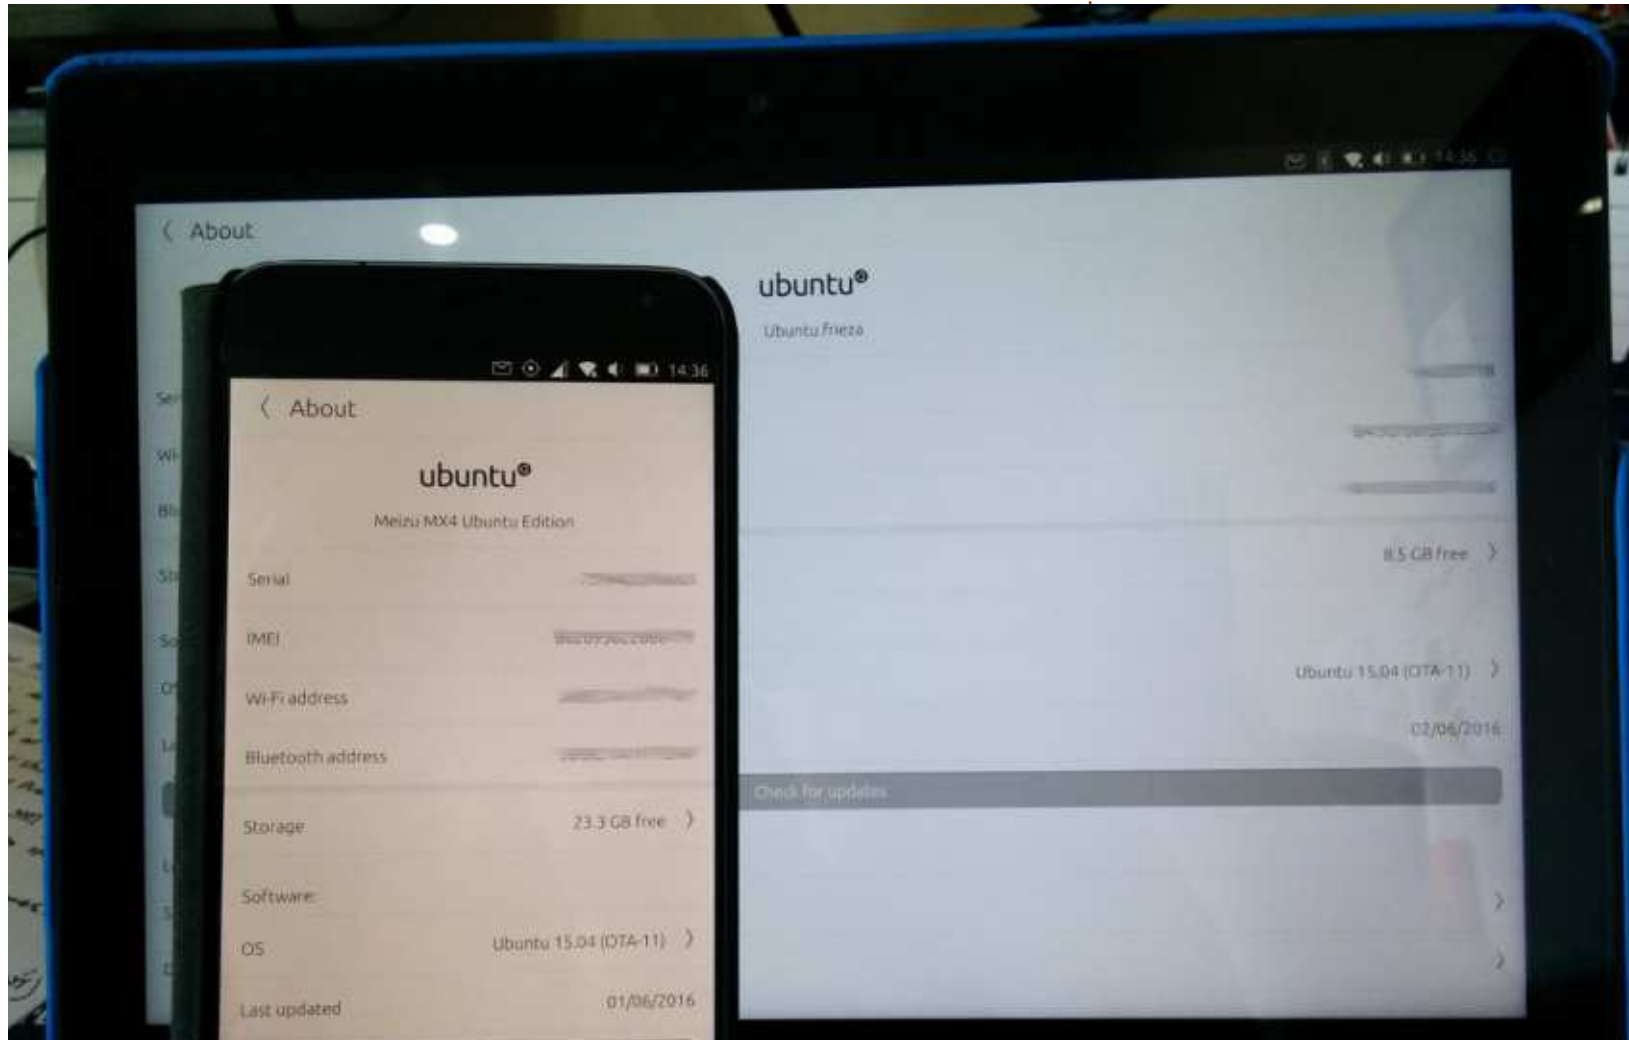 14:36
About
ubuntu®
Ubuntu frieza
8.5 GB free
Ubuntu 15.04 (OTA-11)
02/06/2016
Check for updates
14:36
About
ubuntu®
Meizu MX4 Ubuntu Edition
Serial
IMEI
Wi-Fi address
Bluetooth address
Storage 23.3 GB free
Software:
OS Ubuntu 15.04 (OTA-11)
Last updated 01/06/2016